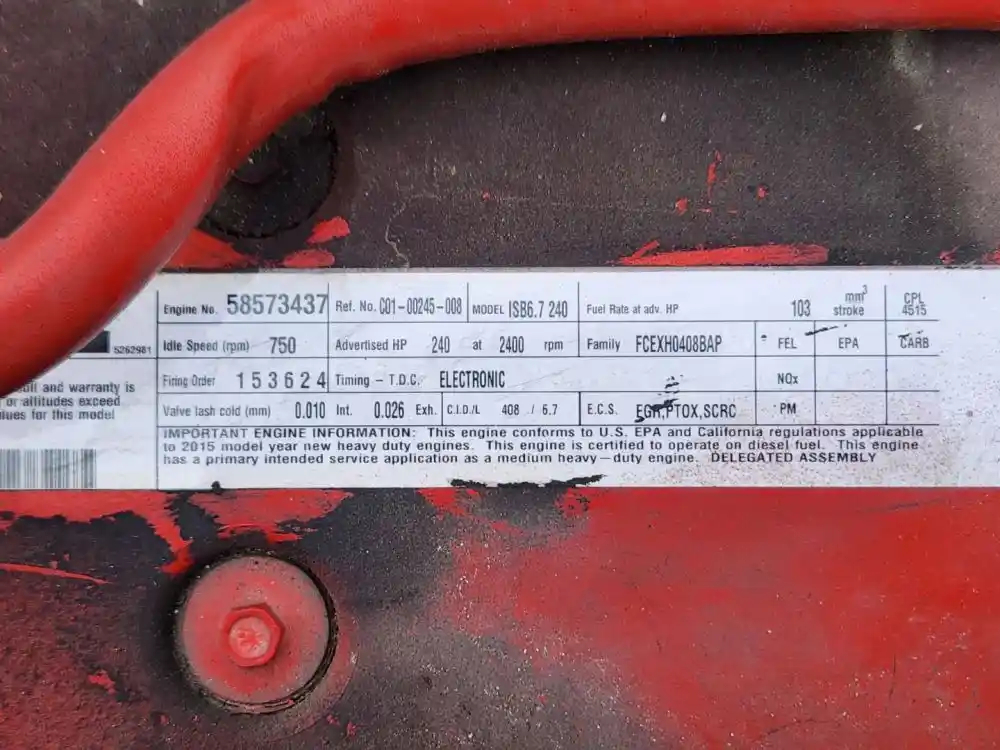 Engine No. 58573437 Ref. No. C01-00245-008 MODEL ISB6.7 240 Fuel Rate at adv. HP 103 mm3 stroke CPL 4515
5262981 Idle Speed (rpm) 750 Advertised HP 240 at 2400 rpm Family FCEXH0408BAP FEL EPA CARB
and warranty is Firing Order 153624 Timing – T.D.C. ELECTRONIC NOx
or altitudes exceed
for this model Valve lash cold (mm) 0.010 Int. 0.026 Exh. C.I.D./L 408 / 6.7 E.C.S. EGR,PTOX,SCRC PM
IMPORTANT ENGINE INFORMATION: This engine conforms to U.S. EPA and California regulations applicable
to 2015 model year new heavy duty engines. This engine is certified to operate on diesel fuel. This engine
has a primary intended service application as a medium heavy–duty engine. DELEGATED ASSEMBLY